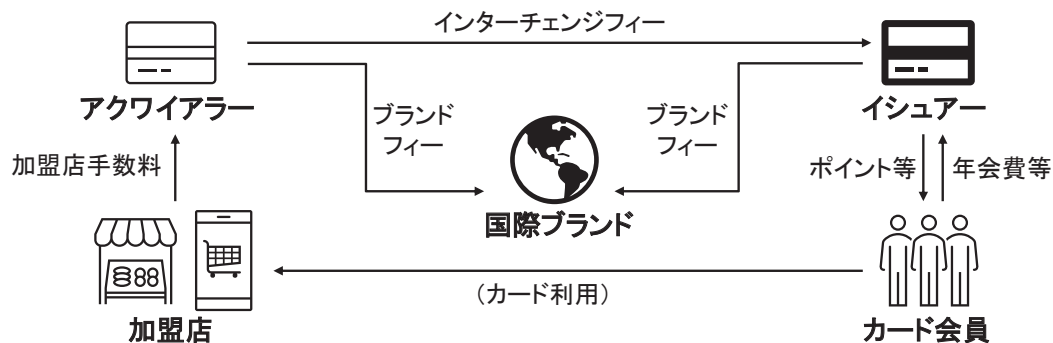 インターチェンジフィー
アクワイアラー
イシュアー
ブランド
フィー
ブランド
フィー
加盟店手数料
ポイント等
年会費等
国際ブランド
(カード利用)
加盟店
カード会員